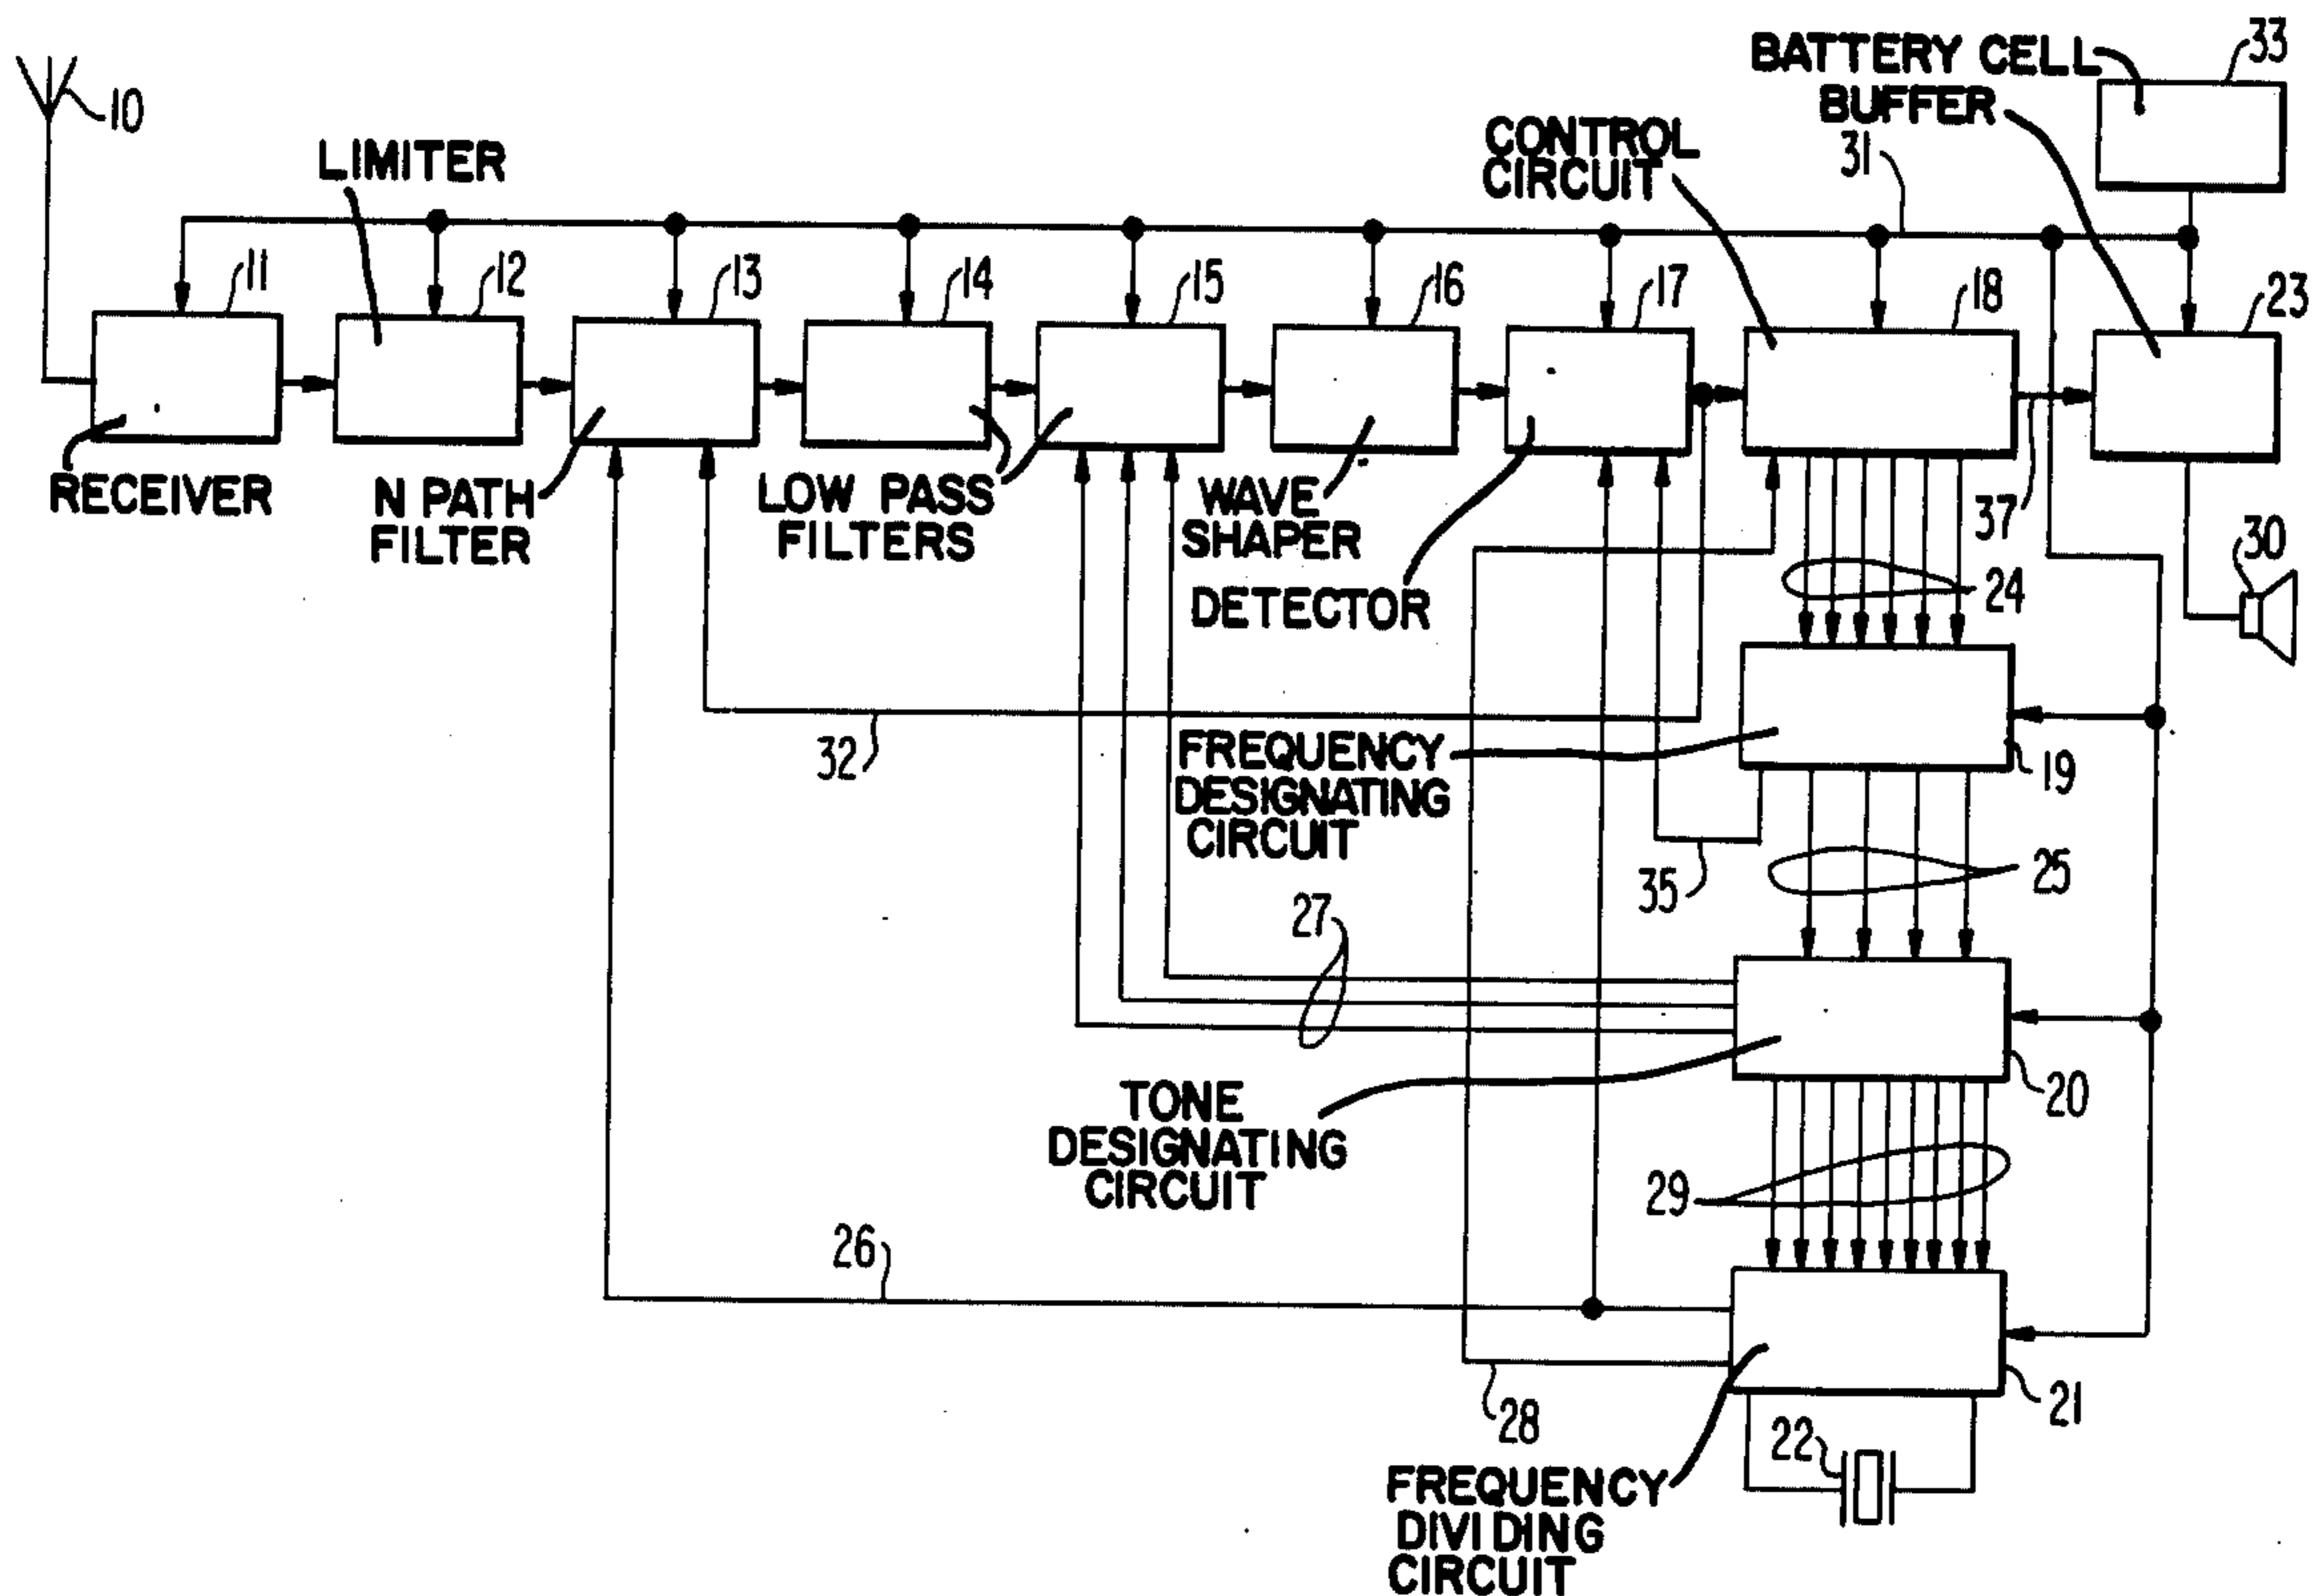 BATTERY CELL
33
BUFFER
10
CONTROL
CIRCUIT
31
LIMITER
11
12
13
14
15
16
17
18
23
RECEIVER
N PATH
FILTER
LOW PASS
FILTERS
WAVE
SHAPER
DETECTOR
37
30
24
32
FREQUENCY
DESIGNATING
CIRCUIT
19
35
25
27
TONE
DESIGNATING
CIRCUIT
20
29
26
28
21
22
FREQUENCY
DIVIDING
CIRCUIT